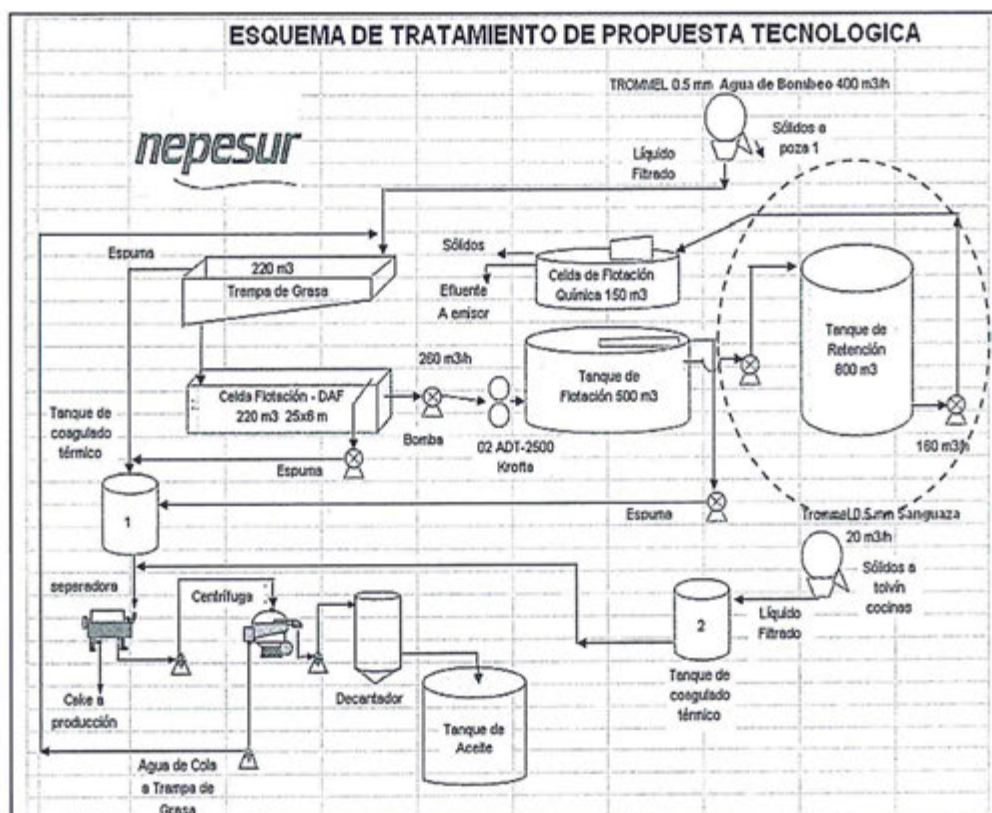 ESQUEMA DE TRATAMIENTO DE PROPUESTA TECNOLOGICA
TROMMEL 0.5 mm Agua de Bombeo 400 m3/h
nepesur
Sólidos a
poza 1
Líquido
Filtrado
Espuma
220 m3
Trampa de Grasa
Sólidos
Celda de Flotación
Química 150 m3
Efluente
A emisor
Tanque de
Retención
800 m3
260 m3/h
Tanque de
Flotación 500 m3
Celda Flotación - DAF
220 m3 25x6 m
Bomba
02 ADT-2500
Krofta
Tanque de
coagulado
térmico
Espuma
160 m3/h
1
Espuma
Trommel 0.5mm Sanguaza
20 m3/h
separadora
Centrífuga
Sólidos a
tolvín
cocinas
Líquido
Filtrado
2
Tanque de
coagulado
térmico
Decantador
Cake a
producción
Tanque de
Aceite
Agua de Cola
a Trampa de
Grasa